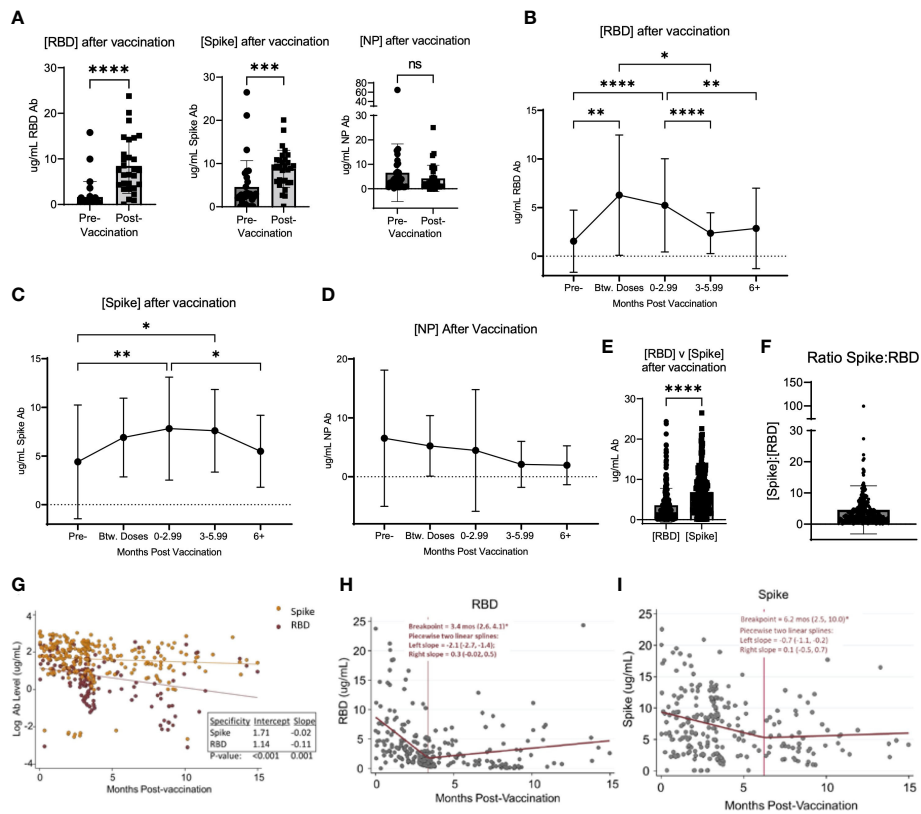 A
[RBD] after vaccination
****
ug/mL RBD Ab
30
20
10
0
Pre-
Post-
Vaccination
[Spike] after vaccination
***
ug/mL Spike Ab
30
20
10
0
Pre-
Post-
Vaccination
[NP] after vaccination
ns
ug/mL NP Ab
80
60
40
30
20
10
0
Pre-
Post-
Vaccination
B
[RBD] after vaccination
*
****
**
**
****
ug/mL RBD Ab
15
10
5
0
Pre-
Btw. Doses
0-2.99
3-5.99
6+
Months Post Vaccination
C
[Spike] after vaccination
*
**
*
ug/mL Spike Ab
15
10
5
0
Pre-
Btw. Doses
0-2.99
3-5.99
6+
Months Post Vaccination
D
[NP] After Vaccination
ug/mL NP Ab
20
10
0
Pre-
Btw. Doses
0-2.99
3-5.99
6+
Months Post Vaccination
E
[RBD] v [Spike]
after vaccination
****
ug/mL Ab
30
20
10
0
[RBD]
[Spike]
F
Ratio Spike:RBD
[Spike]:[RBD]
150
100
50
30
20
10
0
G
Spike
RBD
Log Ab Level (ug/mL)
4
2
0
-2
-4
Specificity Intercept Slope
Spike 1.71 -0.02
RBD 1.14 -0.11
P-value: <0.001 0.001
0
5
10
15
Months Post-vaccination
H
RBD
Breakpoint = 3.4 mos (2.6, 4.1)*
Piecewise two linear splines:
Left slope = -2.1 (-2.7, -1.4);
Right slope = 0.3 (-0.02, 0.5)
RBD (ug/mL)
25
20
15
10
5
0
0
5
10
15
Months Post-Vaccination
I
Spike
Breakpoint = 6.2 mos (2.5, 10.0)*
Piecewise two linear splines:
Left slope = -0.7 (-1.1, -0.2)
Right slope = 0.1 (-0.5, 0.7)
Spike (ug/mL)
25
20
15
10
5
0
0
5
10
15
Months Post-Vaccination